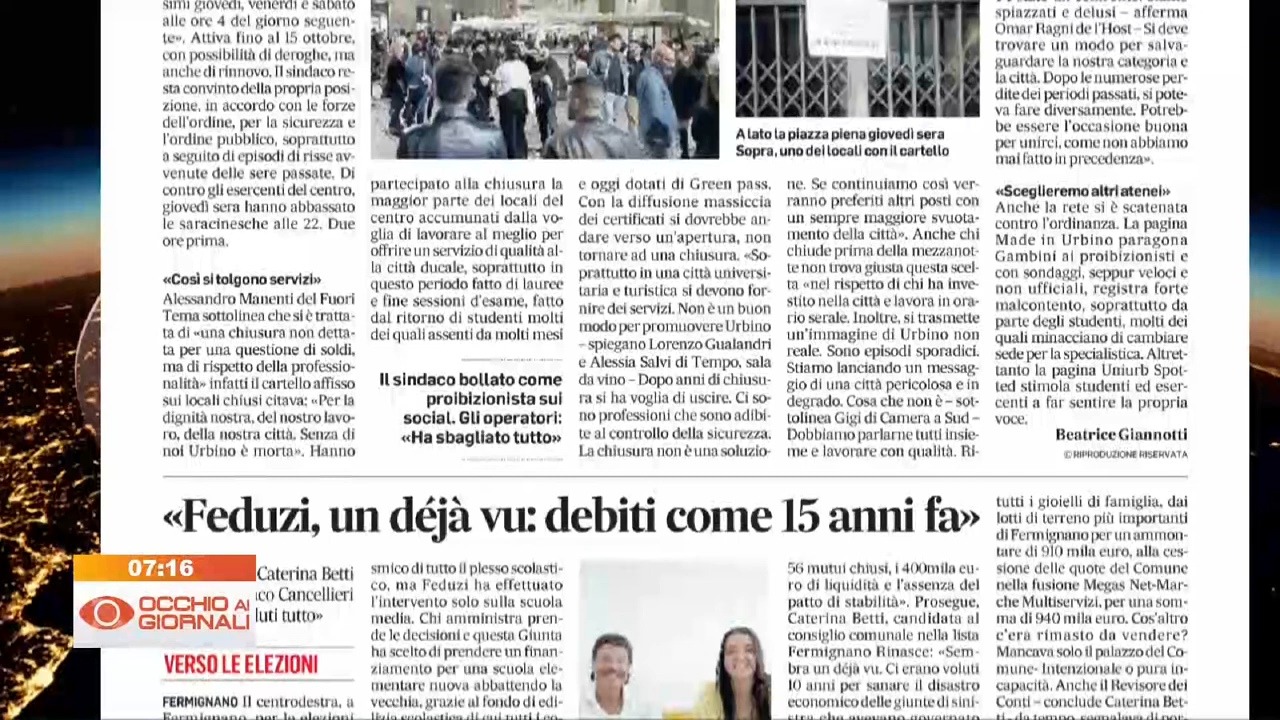 simi giovedì, venerdì e sabato
alle ore 4 del giorno seguen-
te». Attiva fino al 15 ottobre,
con possibilità di deroghe, ma
anche di rinnovo. Il sindaco re-
sta convinto della propria posi-
zione, in accordo con le forze
dell'ordine, per la sicurezza e
l'ordine pubblico, soprattutto
a seguito di episodi di risse av-
venute delle sere passate. Di
contro gli esercenti del centro,
giovedì sera hanno abbassato
le saracinesche alle 22. Due
ore prima.
«Così si tolgono servizi»
Alessandro Manenti del Fuori
Tema sottolinea che si è tratta-
ta di «una chiusura non detta-
ta per una questione di soldi,
ma di rispetto della professio-
nalità» infatti il cartello affisso
sui locali chiusi citava: «Per la
dignità nostra, del nostro lavo-
ro, della nostra città. Senza di
noi Urbino è morta». Hanno
partecipato alla chiusura la
maggior parte dei locali del
centro accumunati dalla vo-
glia di lavorare al meglio per
offrire un servizio di qualità al-
la città ducale, soprattutto in
questo periodo fatto di lauree
e fine sessioni d'esame, fatto
dal ritorno di studenti molti
dei quali assenti da molti mesi
Il sindaco bollato come
proibizionista sui
social. Gli operatori:
«Ha sbagliato tutto»
e oggi dotati di Green pass.
Con la diffusione massiccia
dei certificati si dovrebbe an-
dare verso un'apertura, non
tornare ad una chiusura. «So-
prattutto in una città universi-
taria e turistica si devono for-
nire dei servizi. Non è un buon
modo per promuovere Urbino
– spiegano Lorenzo Gualandri
e Alessia Salvi di Tempo, sala
da vino – Dopo anni di chiusu-
ra si ha voglia di uscire. Ci so-
no professioni che sono adibi-
te al controllo della sicurezza.
La chiusura non è una soluzio-
A lato la piazza piena giovedì sera
Sopra, uno dei locali con il cartello
ne. Se continuiamo così ver-
ranno preferiti altri posti con
un sempre maggiore svuota-
mento della città». Anche chi
chiude prima della mezzanot-
te non trova giusta questa scel-
ta «nel rispetto di chi ha inve-
stito nella città e lavora in ora-
rio serale. Inoltre, si trasmette
un'immagine di Urbino non
reale. Sono episodi sporadici.
Stiamo lanciando un messag-
gio di una città pericolosa e in
degrado. Cosa che non è – sot-
tolinea Gigi di Camera a Sud –
Dobbiamo parlarne tutti insie-
me e lavorare con qualità. Ri-
spiazzati e delusi – afferma
Omar Ragni de l'Host – Si deve
trovare un modo per salva-
guardare la nostra categoria e
la città. Dopo le numerose per-
dite dei periodi passati, si pote-
va fare diversamente. Potreb-
be essere l'occasione buona
per unirci, come non abbiamo
mai fatto in precedenza».
«Sceglieremo altri atenei»
Anche la rete si è scatenata
contro l'ordinanza. La pagina
Made in Urbino paragona
Gambini ai proibizionisti e
con sondaggi, seppur veloci e
non ufficiali, registra forte
malcontento, soprattutto da
parte degli studenti, molti dei
quali minacciano di cambiare
sede per la specialistica. Altret-
tanto la pagina Uniurb Spot-
ted stimola studenti ed eser-
centi a far sentire la propria
voce.
Beatrice Giannotti
© RIPRODUZIONE RISERVATA
«Feduzi, un déjà vu: debiti come 15 anni fa»
07:16
OCCHIO AI
GIORNALI
Caterina Betti
co Cancellieri
luti tutto»
VERSO LE ELEZIONI
FERMIGNANO Il centrodestra, a
Fermignano, per le elezioni
smico di tutto il plesso scolasti-
co, ma Feduzi ha effettuato
l'intervento solo sulla scuola
media. Chi amministra pren-
de le decisioni e questa Giunta
ha scelto di prendere un finan-
ziamento per una scuola ele-
mentare nuova abbattendo la
vecchia, grazie al fondo di edi-
lizia scolastica di cui tutti i co-
56 mutui chiusi, i 400mila eu-
ro di liquidità e l'assenza del
patto di stabilità». Prosegue,
Caterina Betti, candidata al
consiglio comunale nella lista
Fermignano Rinasce: «Sem-
bra un déjà vu. Ci erano voluti
10 anni per sanare il disastro
economico delle giunte di sini-
stra che avevano governato
tutti i gioielli di famiglia, dai
lotti di terreno più importanti
di Fermignano per un ammon-
tare di 910 mila euro, alla ces-
sione delle quote del Comune
nella fusione Megas Net-Mar-
che Multiservizi, per una som-
ma di 940 mila euro. Cos'altro
c'era rimasto da vendere?
Mancava solo il palazzo del Co-
mune- Intenzionale o pura in-
capacità. Anche il Revisore dei
Conti – conclude Caterina Bet-